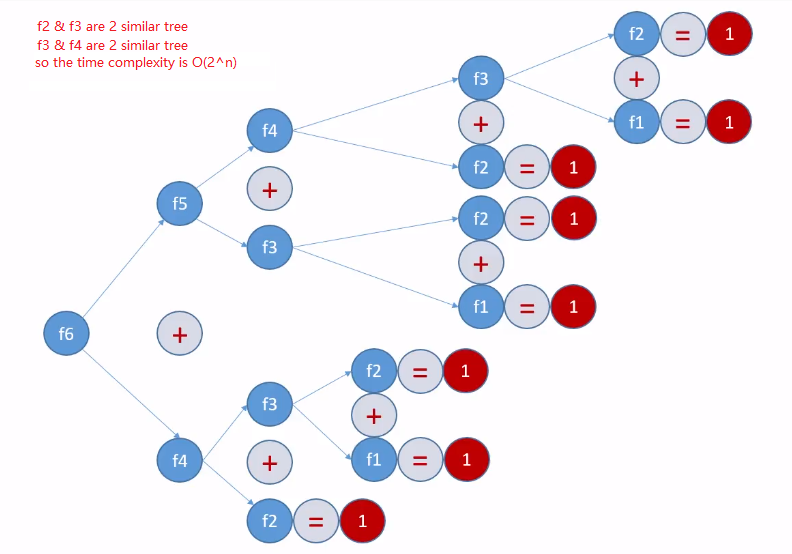 f2 & f3 are 2 similar tree
f3 & f4 are 2 similar tree
so the time complexity is O(2^n)
f2 = 1
+
f1 = 1
f3
+
f2 = 1
f4
+
f3
f2 = 1
+
f1 = 1
f5
f6
+
f4
f3
+
f2 = 1
f2 = 1
+
f1 = 1